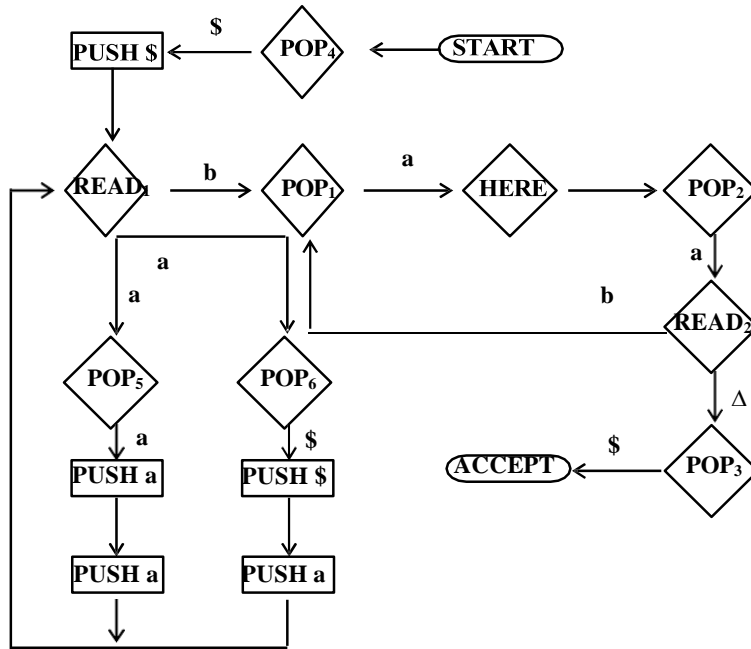 $
PUSH $
POP4
START
READ1
b
POP1
a
HERE
POP2
a
a
a
b
READ2
POP5
POP6
Δ
a
$
$
ACCEPT
POP3
PUSH a
PUSH $
PUSH a
PUSH a